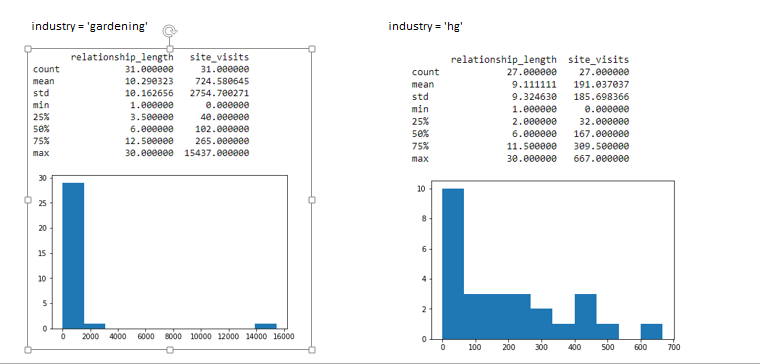 industry = 'gardening'
relationship_length site_visits
count 31.000000 31.000000
mean 10.290323 724.580645
std 10.162656 2754.700271
min 1.000000 0.000000
25% 3.500000 40.000000
50% 6.000000 102.000000
75% 12.500000 265.000000
max 30.000000 15437.000000
30
25
20
15
10
5
0
0 2000 4000 6000 8000 10000 12000 14000 16000
industry = 'hg'
relationship_length site_visits
count 27.000000 27.000000
mean 9.111111 191.037037
std 9.324630 185.698366
min 1.000000 0.000000
25% 2.000000 32.000000
50% 6.000000 167.000000
75% 11.500000 309.500000
max 30.000000 667.000000
10
8
6
4
2
0
0 100 200 300 400 500 600 700